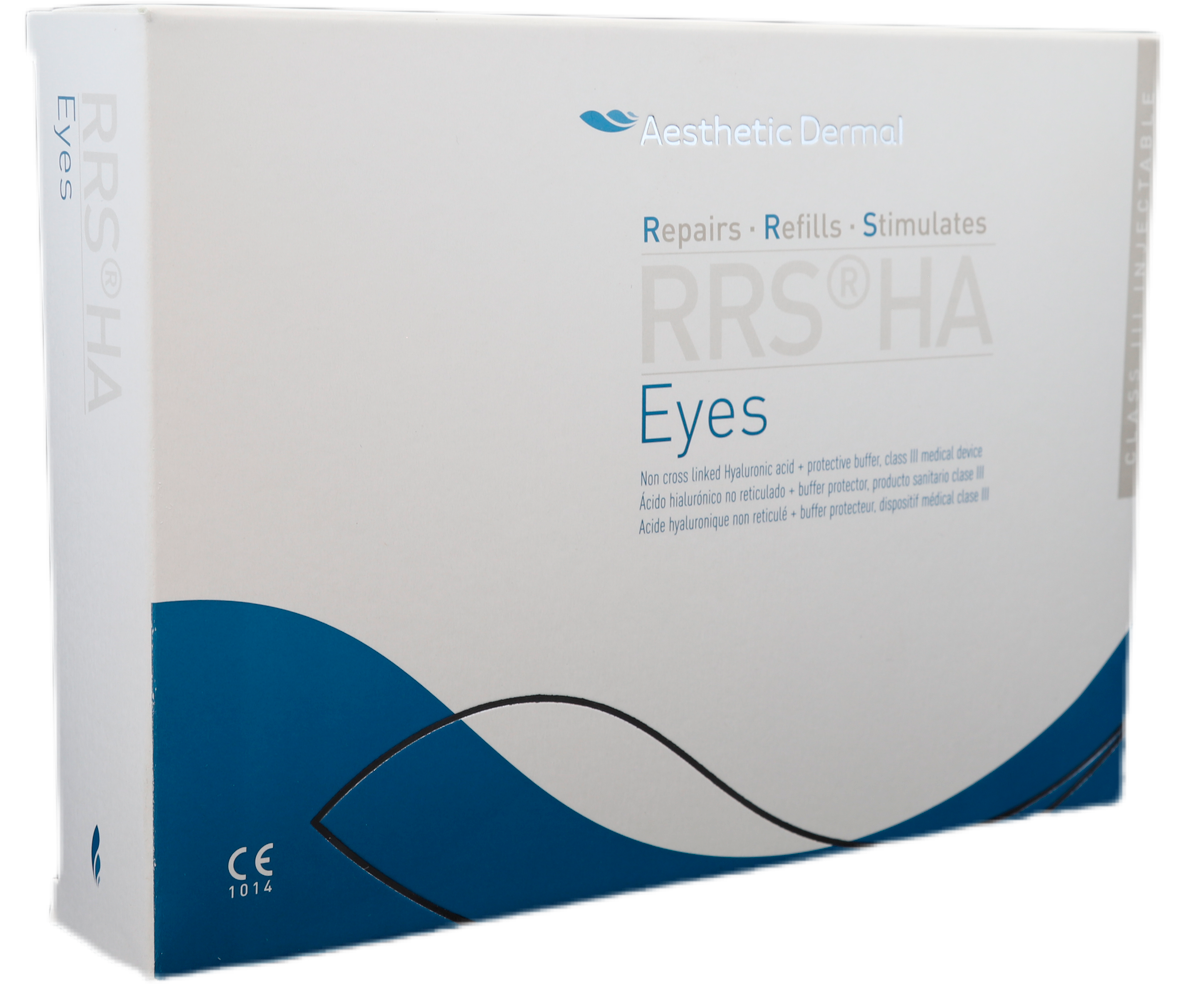 RRS®HA
Eyes
Aesthetic Dermal
Repairs · Refills · Stimulates
RRS®HA
Eyes
Non cross linked Hyaluronic acid + protective buffer, class III medical device
Ácido hialurónico no reticulado + buffer protector, producto sanitario clase III
Acide hyaluronique non reticulé + buffer protecteur, dispositif médical clase III
CLASS III INJECTABLE
CE
1014